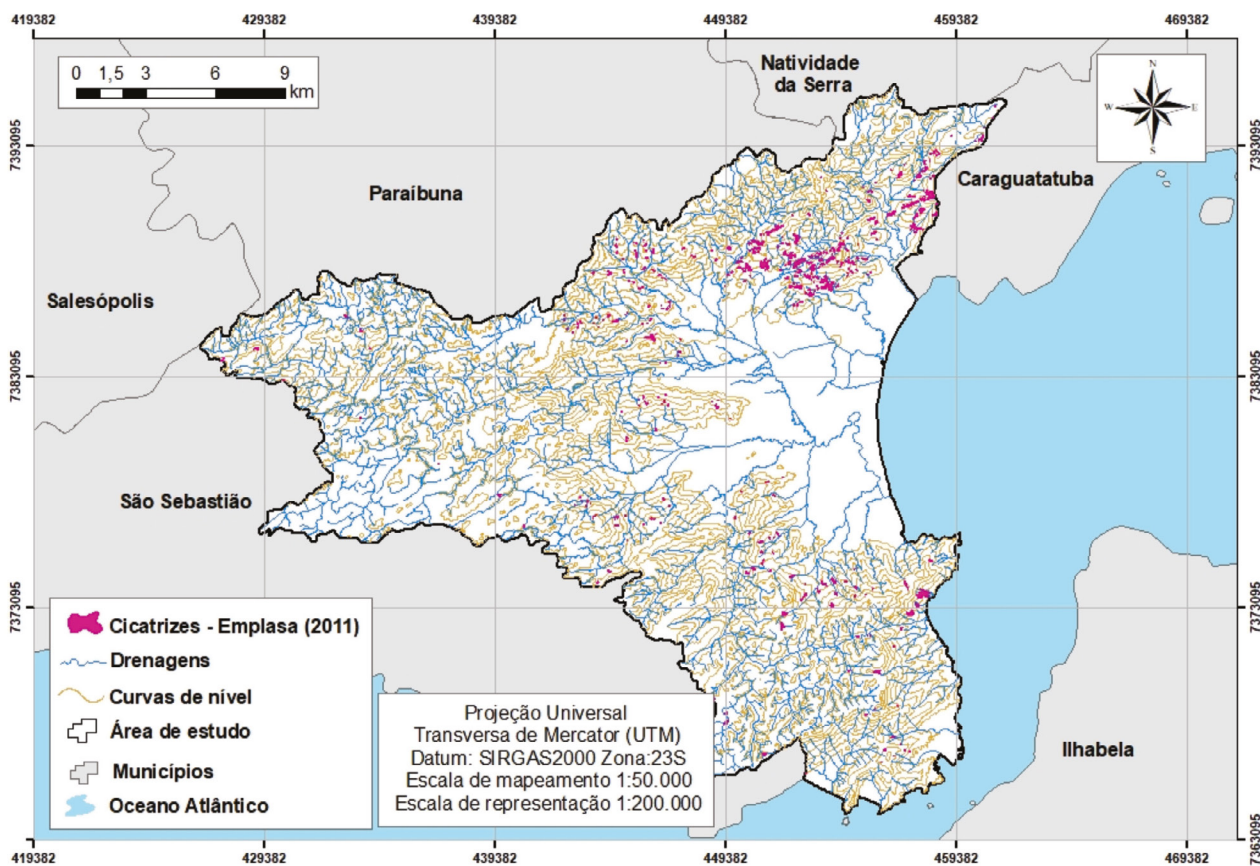 419382 429382 439382 449382 459382 469382
0 1,5 3 6 9
km
Natividade
da Serra
N
W E
S
7393095 7393095
Paraíbuna
Caraguatatuba
Salesópolis
7383095 7383095
São Sebastião
7373095 7373095
Cicatrizes - Emplasa (2011)
Drenagens
Curvas de nível
Área de estudo
Municípios
Oceano Atlântico
Projeção Universal
Transversa de Mercator (UTM)
Datum: SIRGAS2000 Zona:23S
Escala de mapeamento 1:50.000
Escala de representação 1:200.000
Ilhabela
7363095 7363095
419382 429382 439382 449382 459382 469382